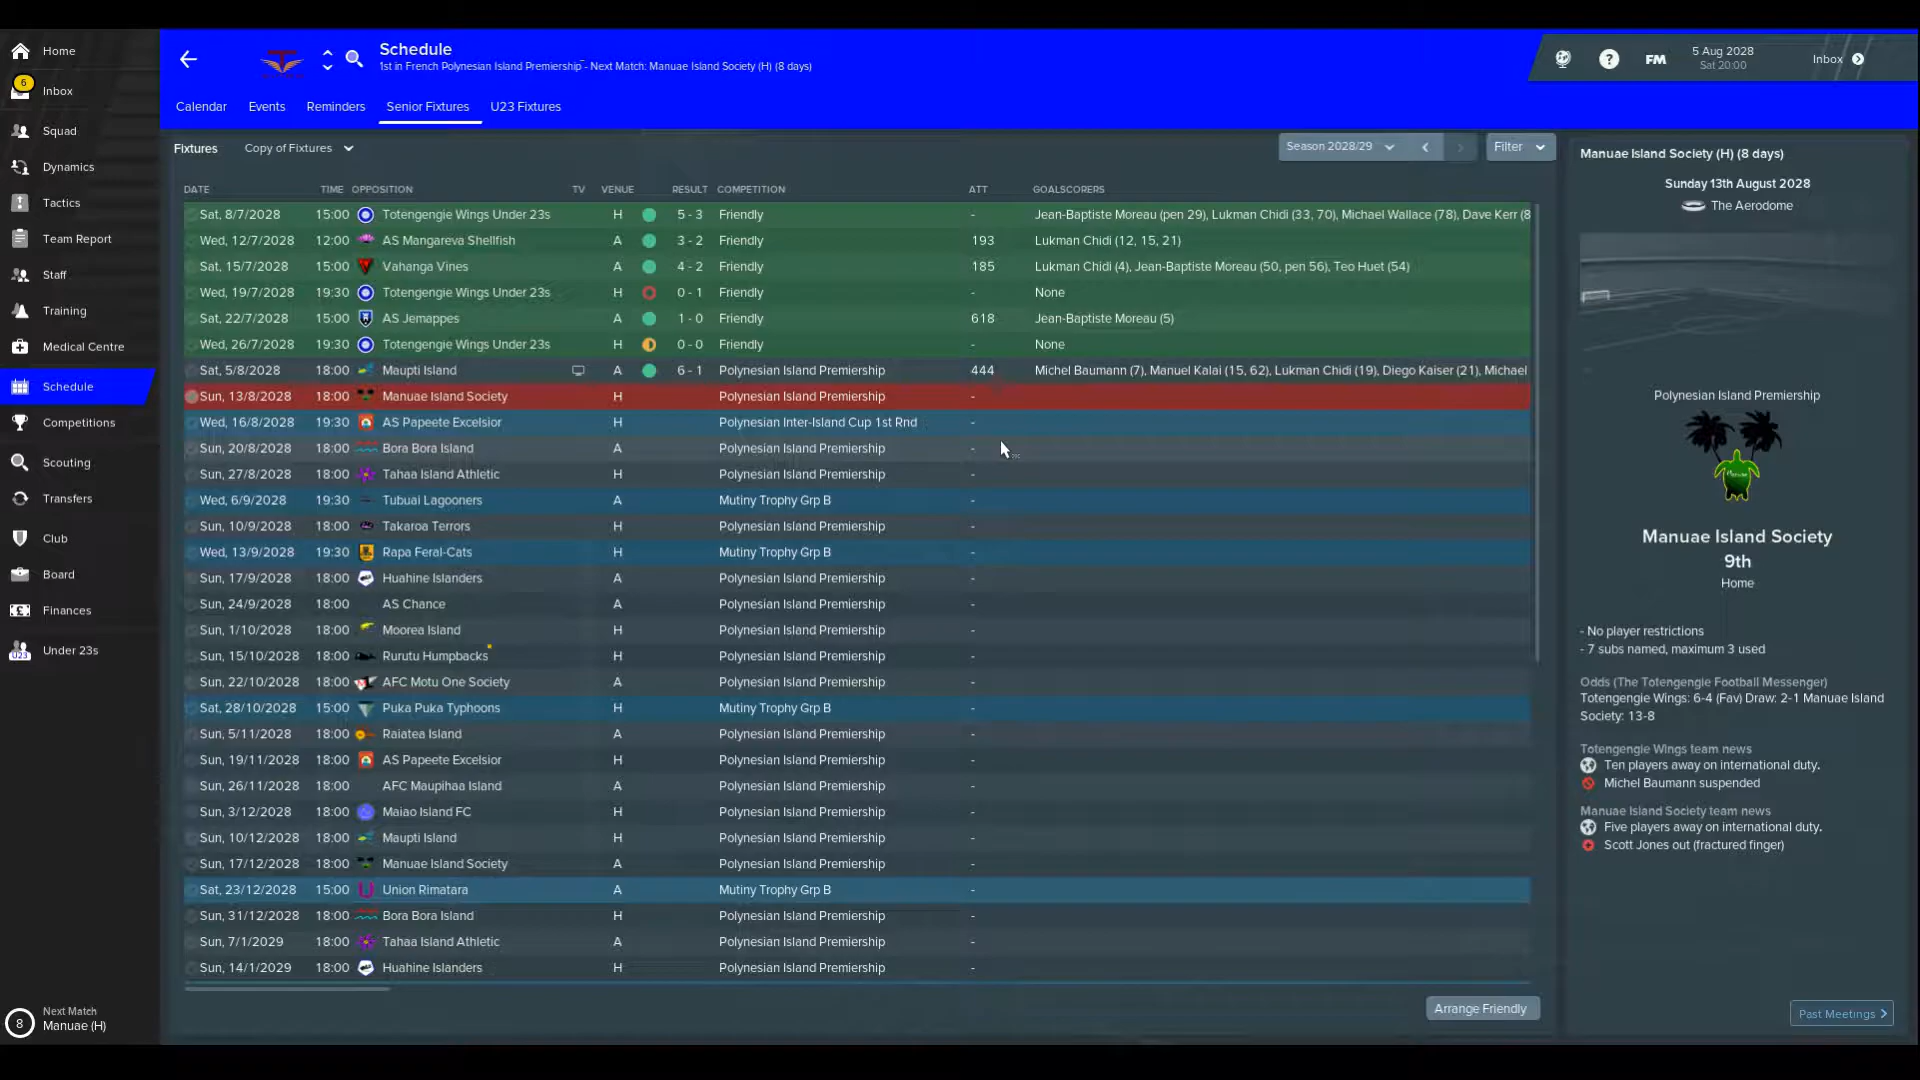 Home
6
Inbox
Squad
Dynamics
Tactics
Team Report
Staff
Training
Medical Centre
Schedule
Competitions
Scouting
Transfers
Club
Board
Finances
U23 Under 23s
8 Next Match
Manuae (H)
Schedule
1st in French Polynesian Island Premiership - Next Match: Manuae Island Society (H) (8 days)
FM
5 Aug 2028
Sat 20:00
Inbox
Calendar Events Reminders Senior Fixtures U23 Fixtures
Fixtures Copy of Fixtures Season 2028/29 Filter
DATE TIME OPPOSITION TV VENUE RESULT COMPETITION ATT GOALSCORERS
Sat, 8/7/2028 15:00 Totengengie Wings Under 23s H 5 - 3 Friendly - Jean-Baptiste Moreau (pen 29), Lukman Chidi (33, 70), Michael Wallace (78), Dave Kerr (8
Wed, 12/7/2028 12:00 AS Mangareva Shellfish A 3 - 2 Friendly 193 Lukman Chidi (12, 15, 21)
Sat, 15/7/2028 15:00 Vahanga Vines A 4 - 2 Friendly 185 Lukman Chidi (4), Jean-Baptiste Moreau (50, pen 56), Teo Huet (54)
Wed, 19/7/2028 19:30 Totengengie Wings Under 23s H 0 - 1 Friendly - None
Sat, 22/7/2028 15:00 AS Jemappes A 1 - 0 Friendly 618 Jean-Baptiste Moreau (5)
Wed, 26/7/2028 19:30 Totengengie Wings Under 23s H 0 - 0 Friendly - None
Sat, 5/8/2028 18:00 Maupti Island A 6 - 1 Polynesian Island Premiership 444 Michel Baumann (7), Manuel Kalai (15, 62), Lukman Chidi (19), Diego Kaiser (21), Michael
Sun, 13/8/2028 18:00 Manuae Island Society H Polynesian Island Premiership -
Wed, 16/8/2028 19:30 AS Papeete Excelsior H Polynesian Inter-Island Cup 1st Rnd -
Sun, 20/8/2028 18:00 Bora Bora Island A Polynesian Island Premiership -
Sun, 27/8/2028 18:00 Tahaa Island Athletic H Polynesian Island Premiership -
Wed, 6/9/2028 19:30 Tubuai Lagooners A Mutiny Trophy Grp B -
Sun, 10/9/2028 18:00 Takaroa Terrors H Polynesian Island Premiership -
Wed, 13/9/2028 19:30 Rapa Feral-Cats H Mutiny Trophy Grp B -
Sun, 17/9/2028 18:00 Huahine Islanders A Polynesian Island Premiership -
Sun, 24/9/2028 18:00 AS Chance A Polynesian Island Premiership -
Sun, 1/10/2028 18:00 Moorea Island H Polynesian Island Premiership -
Sun, 15/10/2028 18:00 Rurutu Humpbacks H Polynesian Island Premiership -
Sun, 22/10/2028 18:00 AFC Motu One Society A Polynesian Island Premiership -
Sat, 28/10/2028 15:00 Puka Puka Typhoons H Mutiny Trophy Grp B -
Sun, 5/11/2028 18:00 Raiatea Island A Polynesian Island Premiership -
Sun, 19/11/2028 18:00 AS Papeete Excelsior H Polynesian Island Premiership -
Sun, 26/11/2028 18:00 AFC Maupihaa Island A Polynesian Island Premiership -
Sun, 3/12/2028 18:00 Maiao Island FC H Polynesian Island Premiership -
Sun, 10/12/2028 18:00 Maupti Island H Polynesian Island Premiership -
Sun, 17/12/2028 18:00 Manuae Island Society A Polynesian Island Premiership -
Sat, 23/12/2028 15:00 Union Rimatara A Mutiny Trophy Grp B -
Sun, 31/12/2028 18:00 Bora Bora Island H Polynesian Island Premiership -
Sun, 7/1/2029 18:00 Tahaa Island Athletic A Polynesian Island Premiership -
Sun, 14/1/2029 18:00 Huahine Islanders H Polynesian Island Premiership -
Arrange Friendly
Manuae Island Society (H) (8 days)
Sunday 13th August 2028
The Aerodome
Polynesian Island Premiership
Manuae Island Society
9th
Home
- No player restrictions
- 7 subs named, maximum 3 used
Odds (The Totengengie Football Messenger)
Totengengie Wings: 6-4 (Fav) Draw: 2-1 Manuae Island
Society: 13-8
Totengengie Wings team news
Ten players away on international duty.
Michel Baumann suspended
Manuae Island Society team news
Five players away on international duty.
Scott Jones out (fractured finger)
Past Meetings